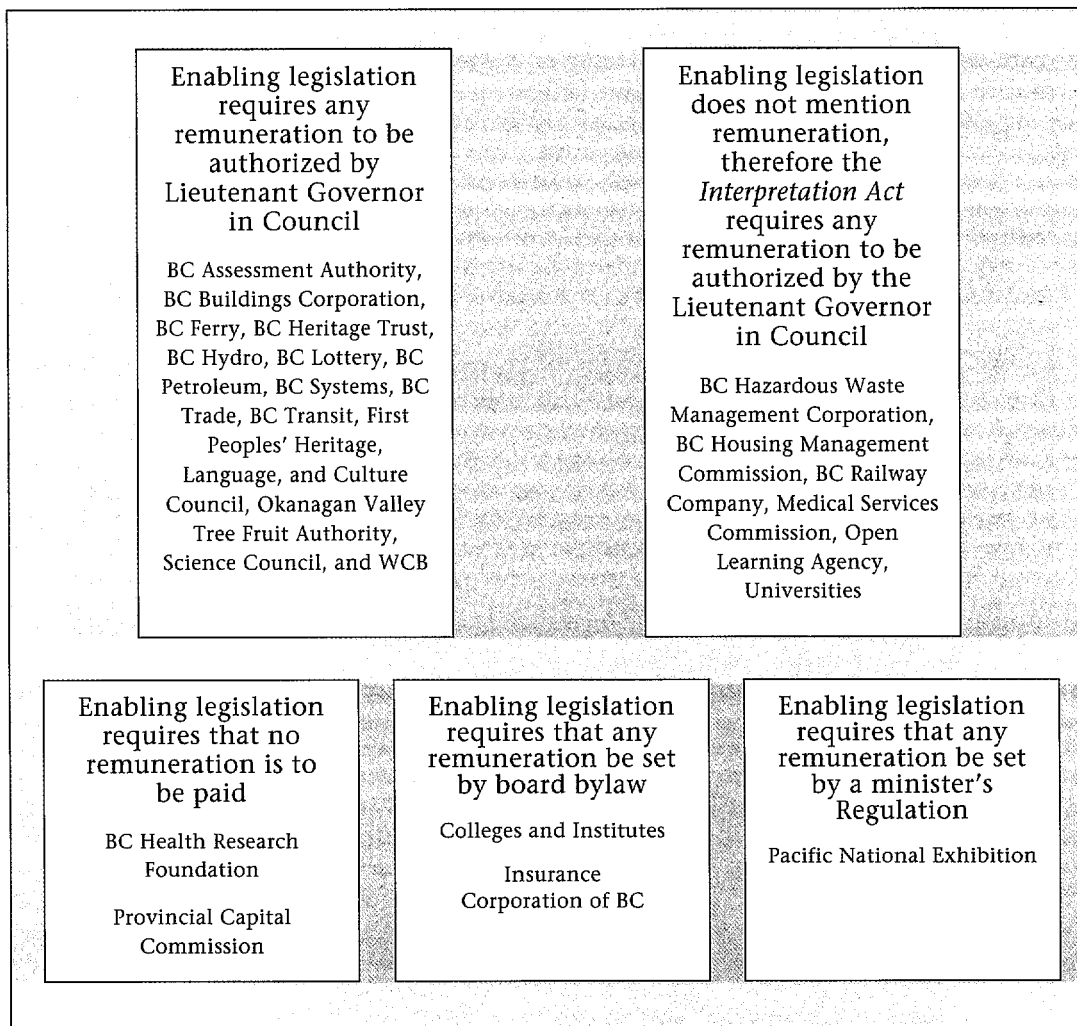 Enabling legislation
requires any
remuneration to be
authorized by
Lieutenant Governor
in Council
BC Assessment Authority,
BC Buildings Corporation,
BC Ferry, BC Heritage Trust,
BC Hydro, BC Lottery, BC
Petroleum, BC Systems, BC
Trade, BC Transit, First
Peoples' Heritage,
Language, and Culture
Council, Okanagan Valley
Tree Fruit Authority,
Science Council, and WCB
Enabling legislation
does not mention
remuneration,
therefore the
Interpretation Act
requires any
remuneration to be
authorized by the
Lieutenant Governor
in Council
BC Hazardous Waste
Management Corporation,
BC Housing Management
Commission, BC Railway
Company, Medical Services
Commission, Open
Learning Agency,
Universities
Enabling legislation
requires that no
remuneration is to
be paid
BC Health Research
Foundation
Provincial Capital
Commission
Enabling legislation
requires that any
remuneration be set
by board bylaw
Colleges and Institutes
Insurance
Corporation of BC
Enabling legislation
requires that any
remuneration be set
by a minister's
Regulation
Pacific National Exhibition